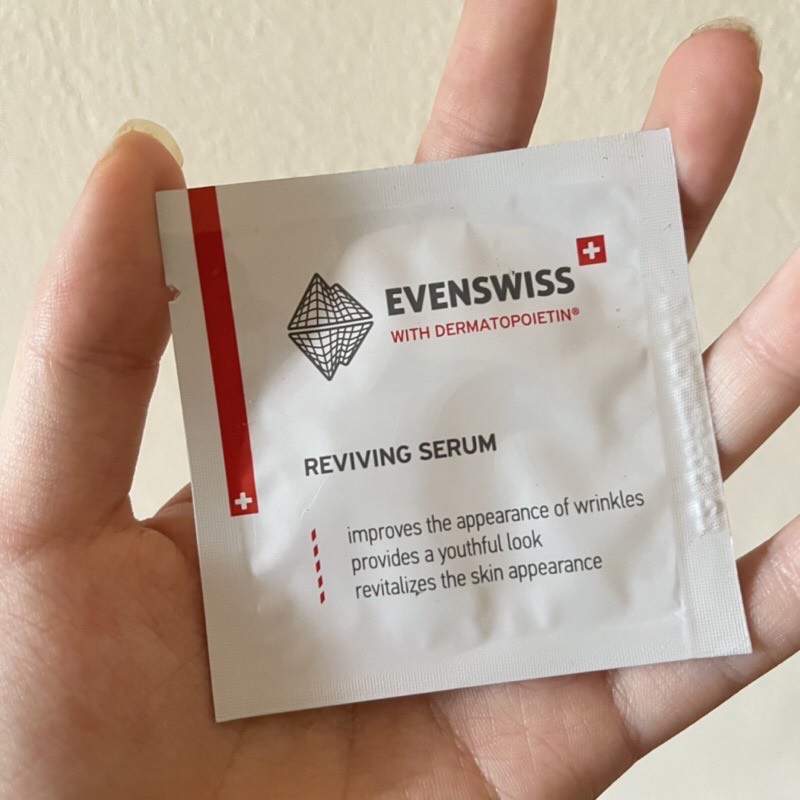 EVENSWISS
WITH DERMATOPOIETIN®
REVIVING SERUM
improves the appearance of wrinkles
provides a youthful look
revitalizes the skin appearance